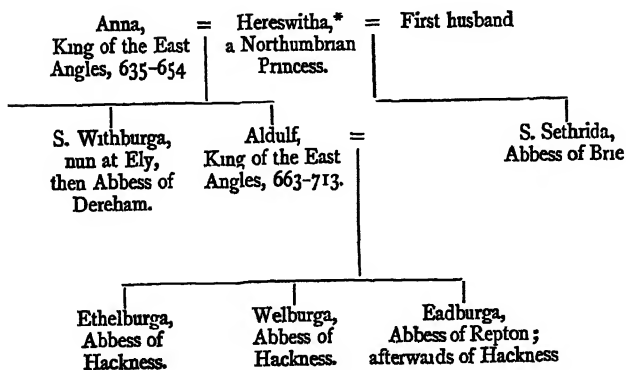 Anna,
King of the East
Angles, 635-654
=
Hereswitha,*
a Northumbrian
Princess.
=
First husband
S. Withburga,
nun at Ely,
then Abbess of
Dereham.
Aldulf,
King of the East
Angles, 663-713.
=
S. Sethrida,
Abbess of Brie
Ethelburga,
Abbess of
Hackness.
Welburga,
Abbess of
Hackness.
Eadburga,
Abbess of Repton;
afterwards of Hackness